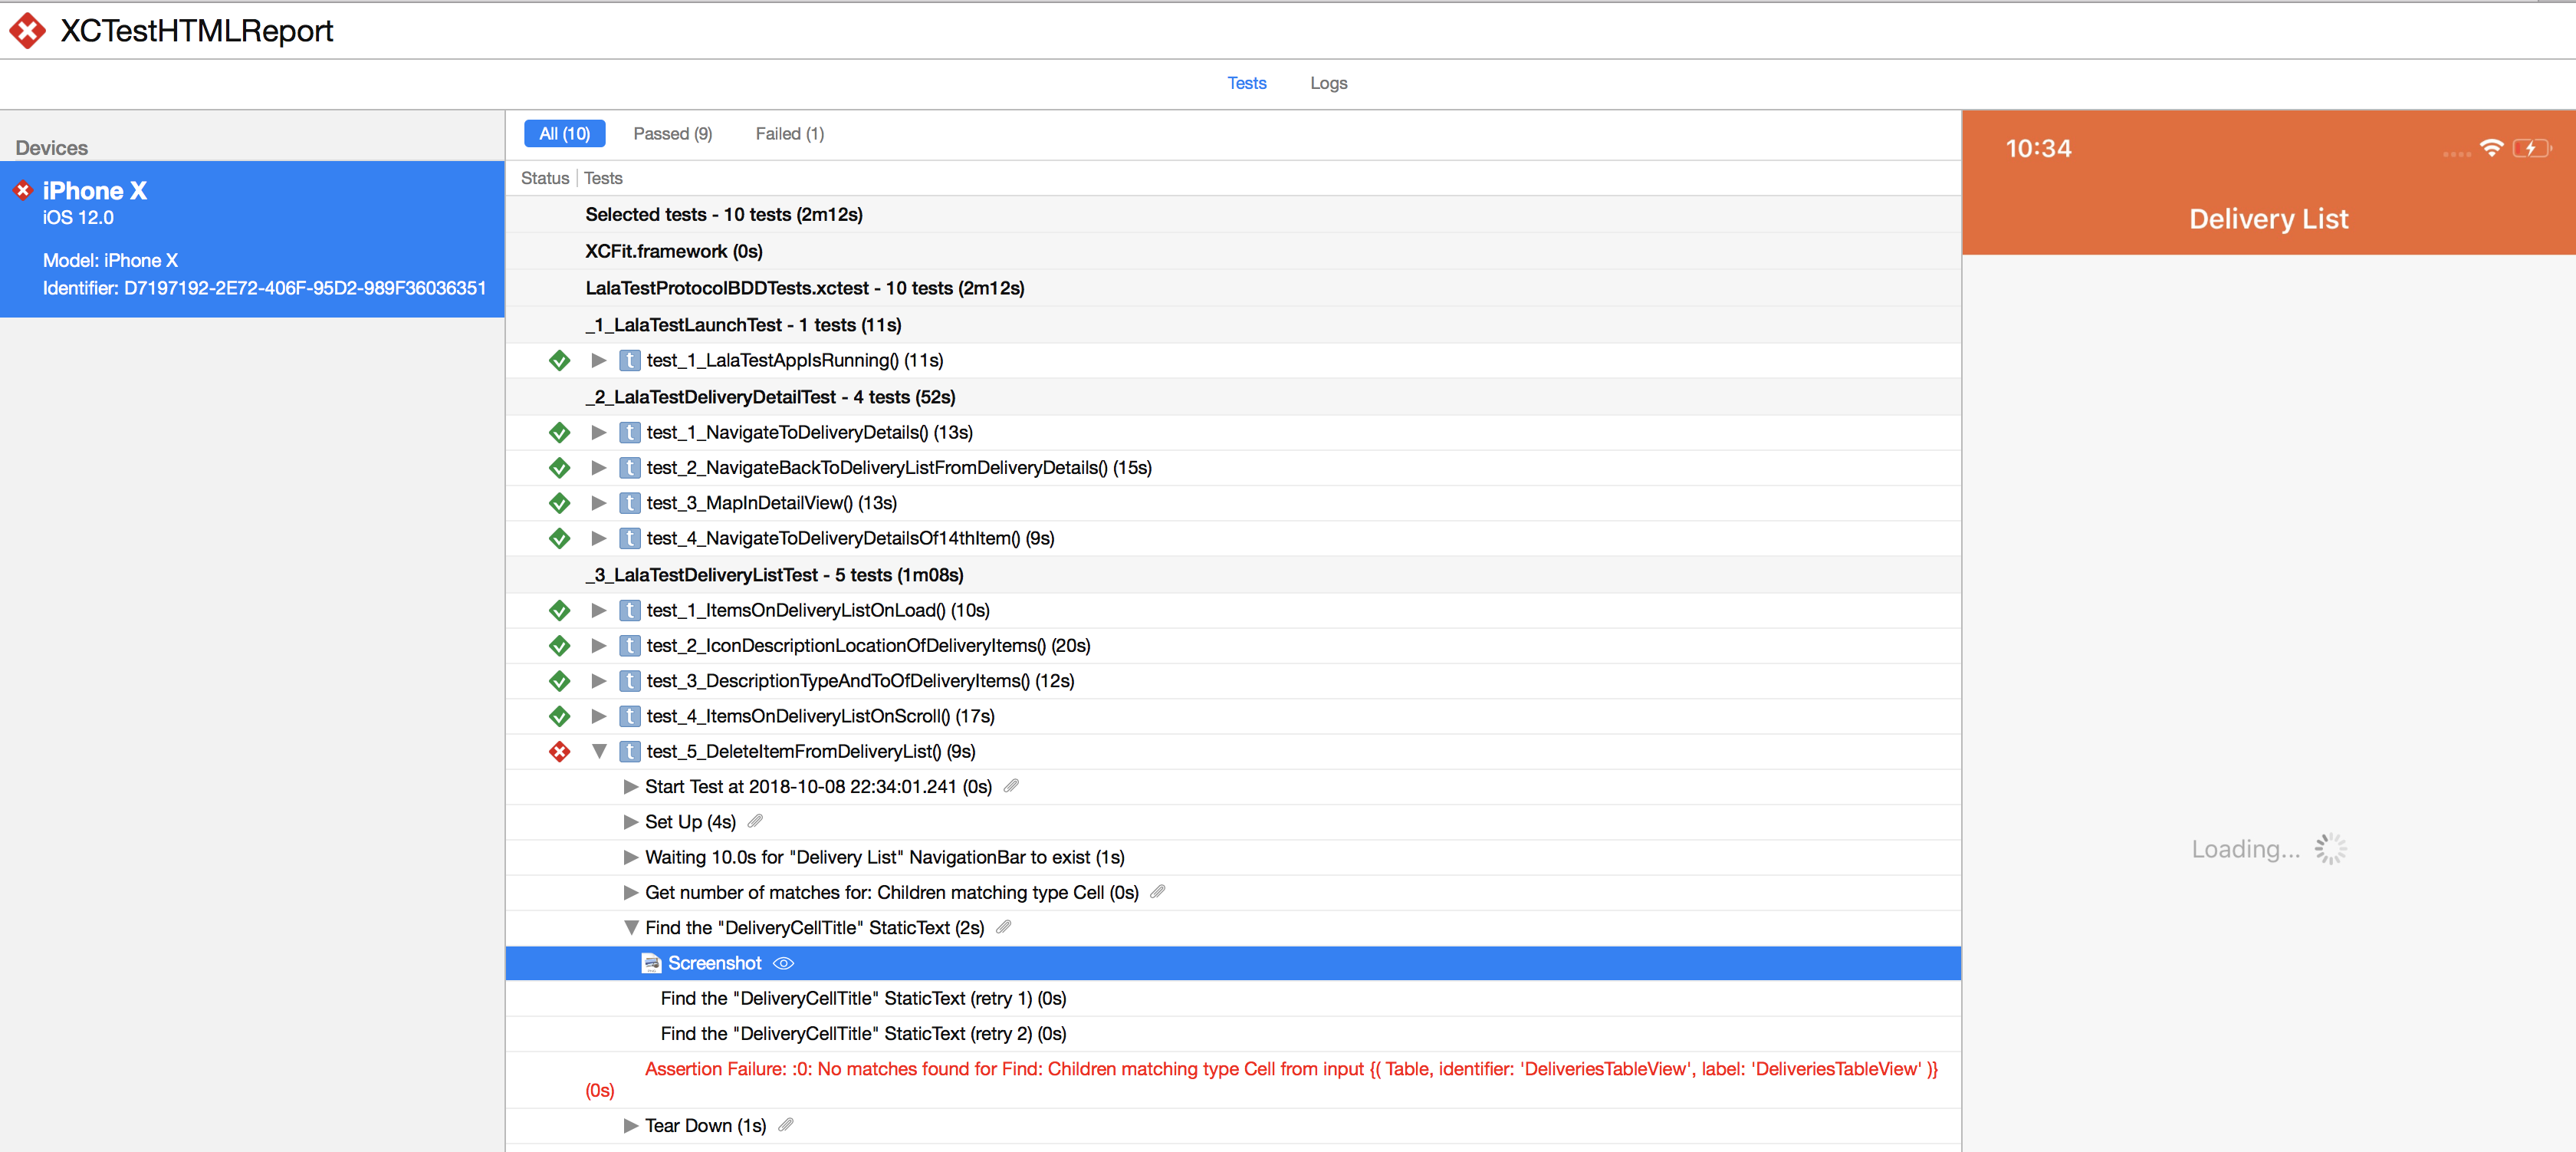 XCTestHTMLReport
Tests Logs
Devices
iPhone X
iOS 12.0
Model: iPhone X
Identifier: D7197192-2E72-406F-95D2-989F36036351
All (10) Passed (9) Failed (1)
Status Tests
Selected tests - 10 tests (2m12s)
XCFit.framework (0s)
LalaTestProtocolBDDTests.xctest - 10 tests (2m12s)
_1_LalaTestLaunchTest - 1 tests (11s)
t test_1_LalaTestAppIsRunning() (11s)
_2_LalaTestDeliveryDetailTest - 4 tests (52s)
t test_1_NavigateToDeliveryDetails() (13s)
t test_2_NavigateBackToDeliveryListFromDeliveryDetails() (15s)
t test_3_MapInDetailView() (13s)
t test_4_NavigateToDeliveryDetailsOf14thItem() (9s)
_3_LalaTestDeliveryListTest - 5 tests (1m08s)
t test_1_ItemsOnDeliveryListOnLoad() (10s)
t test_2_IconDescriptionLocationOfDeliveryItems() (20s)
t test_3_DescriptionTypeAndToOfDeliveryItems() (12s)
t test_4_ItemsOnDeliveryListOnScroll() (17s)
t test_5_DeleteItemFromDeliveryList() (9s)
Start Test at 2018-10-08 22:34:01.241 (0s)
Set Up (4s)
Waiting 10.0s for "Delivery List" NavigationBar to exist (1s)
Get number of matches for: Children matching type Cell (0s)
Find the "DeliveryCellTitle" StaticText (2s)
Screenshot
Find the "DeliveryCellTitle" StaticText (retry 1) (0s)
Find the "DeliveryCellTitle" StaticText (retry 2) (0s)
Assertion Failure: :0: No matches found for Find: Children matching type Cell from input {( Table, identifier: 'DeliveriesTableView', label: 'DeliveriesTableView' )}
(0s)
Tear Down (1s)
10:34
Delivery List
Loading...